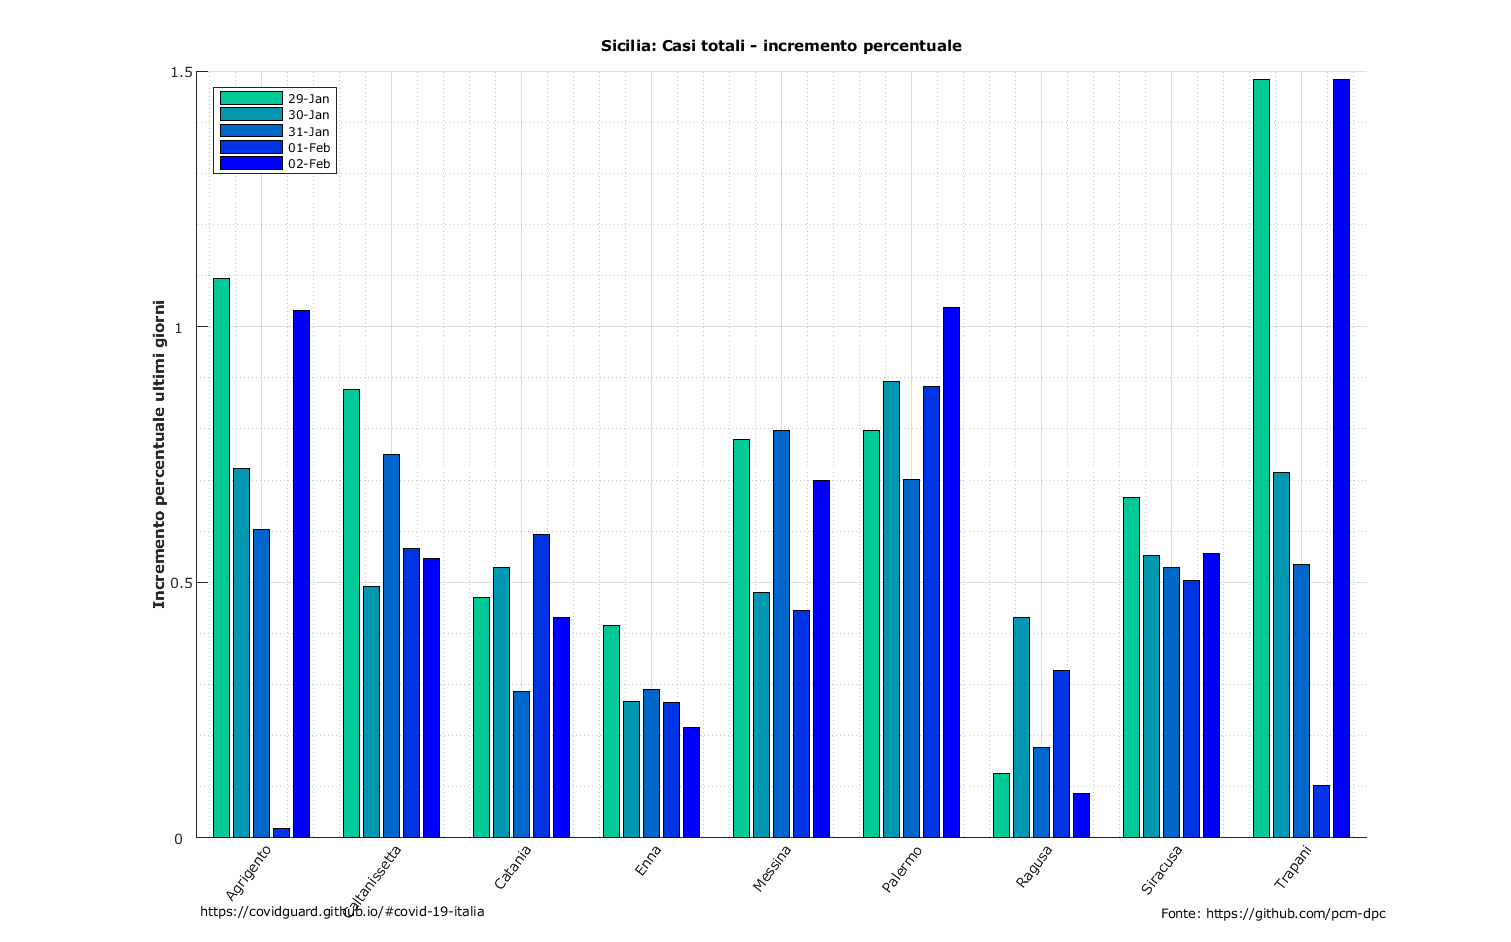 Sicilia: Casi totali - incremento percentuale
1.5
1
0.5
0
Incremento percentuale ultimi giorni
29-Jan
30-Jan
31-Jan
01-Feb
02-Feb
Agrigento
Caltanissetta
Catania
Enna
Messina
Palermo
Ragusa
Siracusa
Trapani
https://covidguard.github.io/#covid-19-italia
Fonte: https://github.com/pcm-dpc